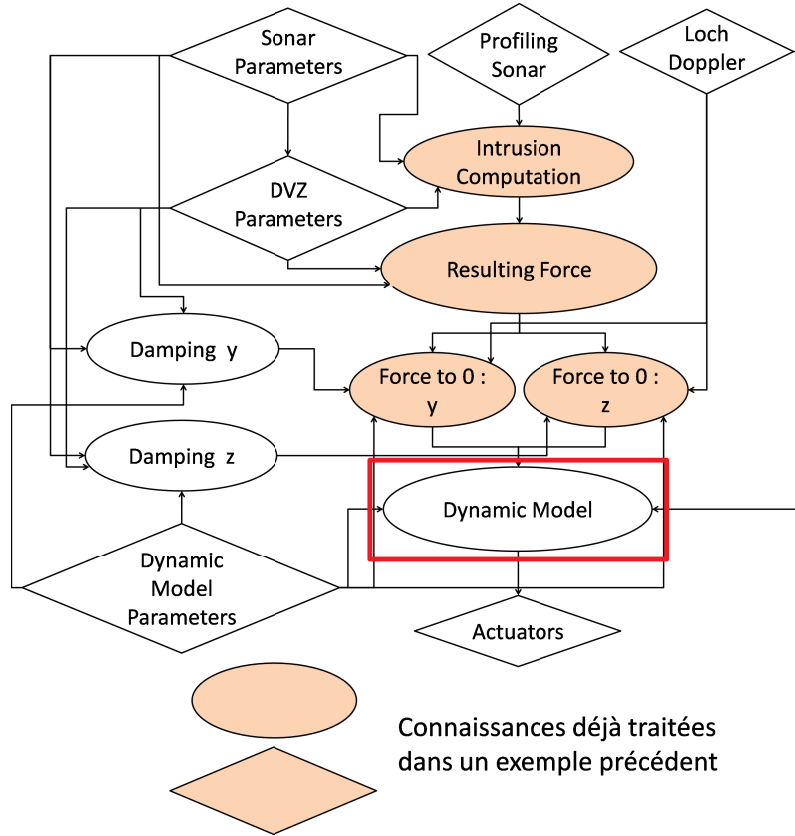 Sonar
Parameters
Profiling
Sonar
Loch
Doppler
Intrusion
Computation
DVZ
Parameters
Resulting Force
Damping y
Force to 0 :
y
Force to 0 :
z
Damping z
Dynamic Model
Dynamic
Model
Parameters
Actuators
Connaissances déjà traitées
dans un exemple précédent